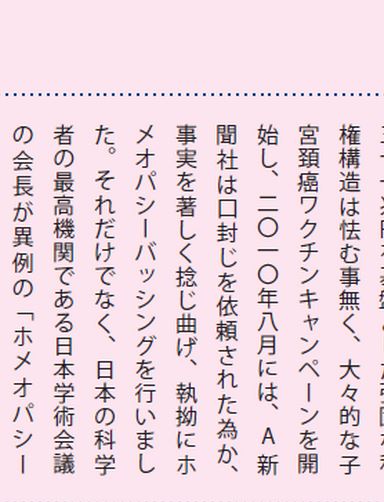 権構造は怯む事無く、大々的な子
宮頚癌ワクチンキャンペーンを開
始し、二〇一〇年八月には、A新
聞社は口封じを依頼された為か、
事実を著しく捻じ曲げ、執拗にホ
メオパシーバッシングを行いまし
た。それだけでなく、日本の科学
者の最高機関である日本学術会議
の会長が異例の「ホメオパシー